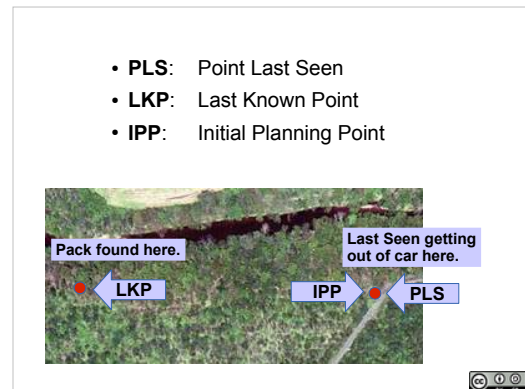 • PLS: Point Last Seen
• LKP: Last Known Point
• IPP: Initial Planning Point
Pack found here.
Last Seen getting
out of car here.
LKP
IPP
PLS
cc